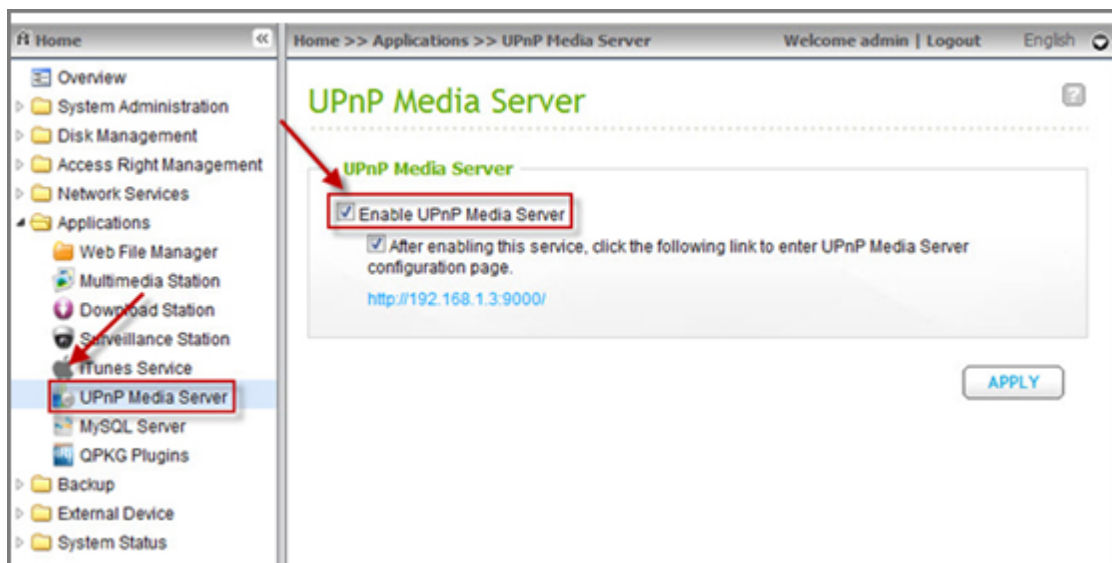 Home
Home >> Applications >> UPnP Media Server
Welcome admin | Logout
English
Overview
System Administration
Disk Management
Access Right Management
Network Services
Applications
Web File Manager
Multimedia Station
Download Station
Surveillance Station
iTunes Service
UPnP Media Server
MySQL Server
QPKG Plugins
Backup
External Device
System Status
UPnP Media Server
UPnP Media Server
Enable UPnP Media Server
After enabling this service, click the following link to enter UPnP Media Server
configuration page.
http://192.168.1.3:9000/
APPLY